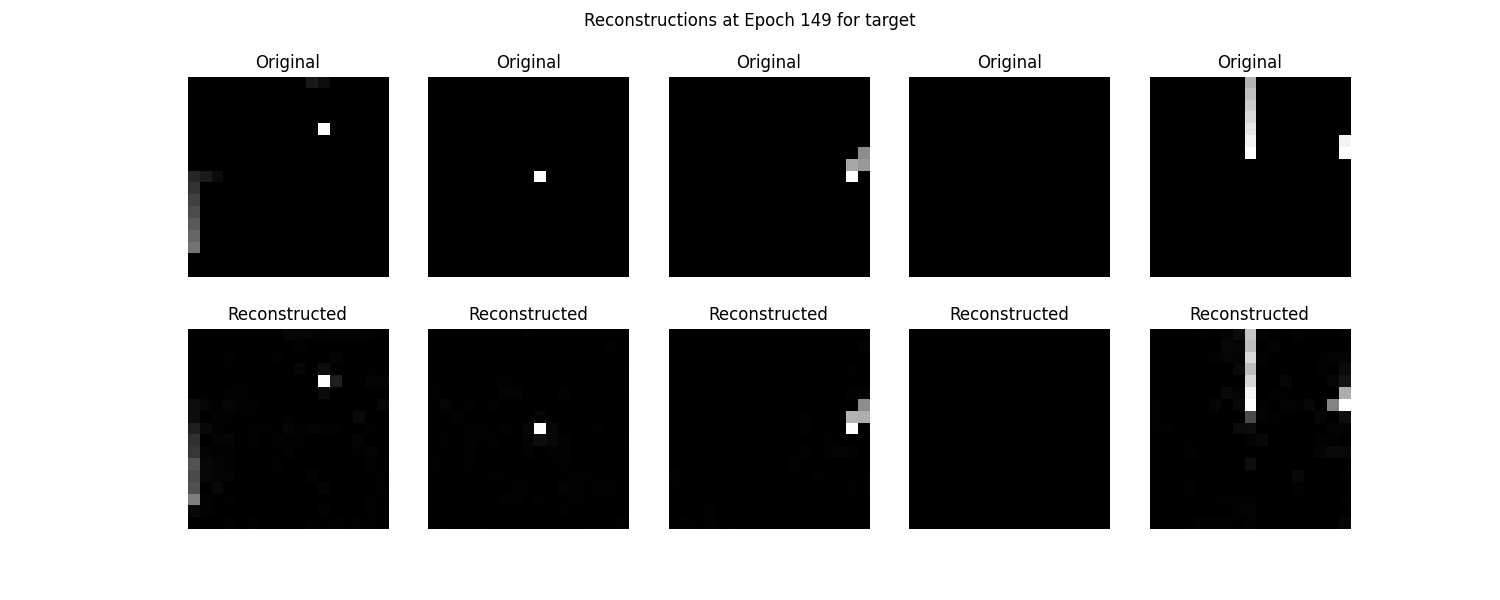 Reconstructions at Epoch 149 for target
Original Original Original Original Original
Reconstructed Reconstructed Reconstructed Reconstructed Reconstructed